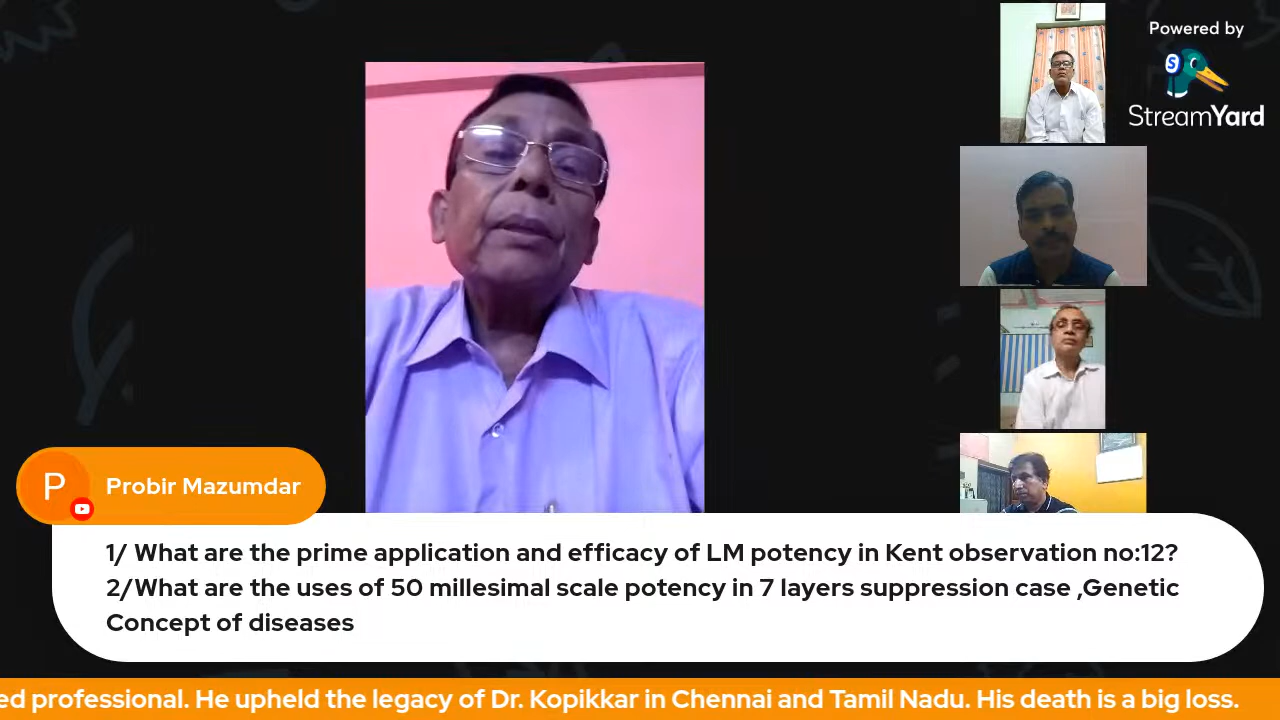 Powered by
S
StreamYard
P
Probir Mazumdar
1/ What are the prime application and efficacy of LM potency in Kent observation no:12?
2/What are the uses of 50 millesimal scale potency in 7 layers suppression case ,Genetic
Concept of diseases
ed professional. He upheld the legacy of Dr. Kopikkar in Chennai and Tamil Nadu. His death is a big loss.